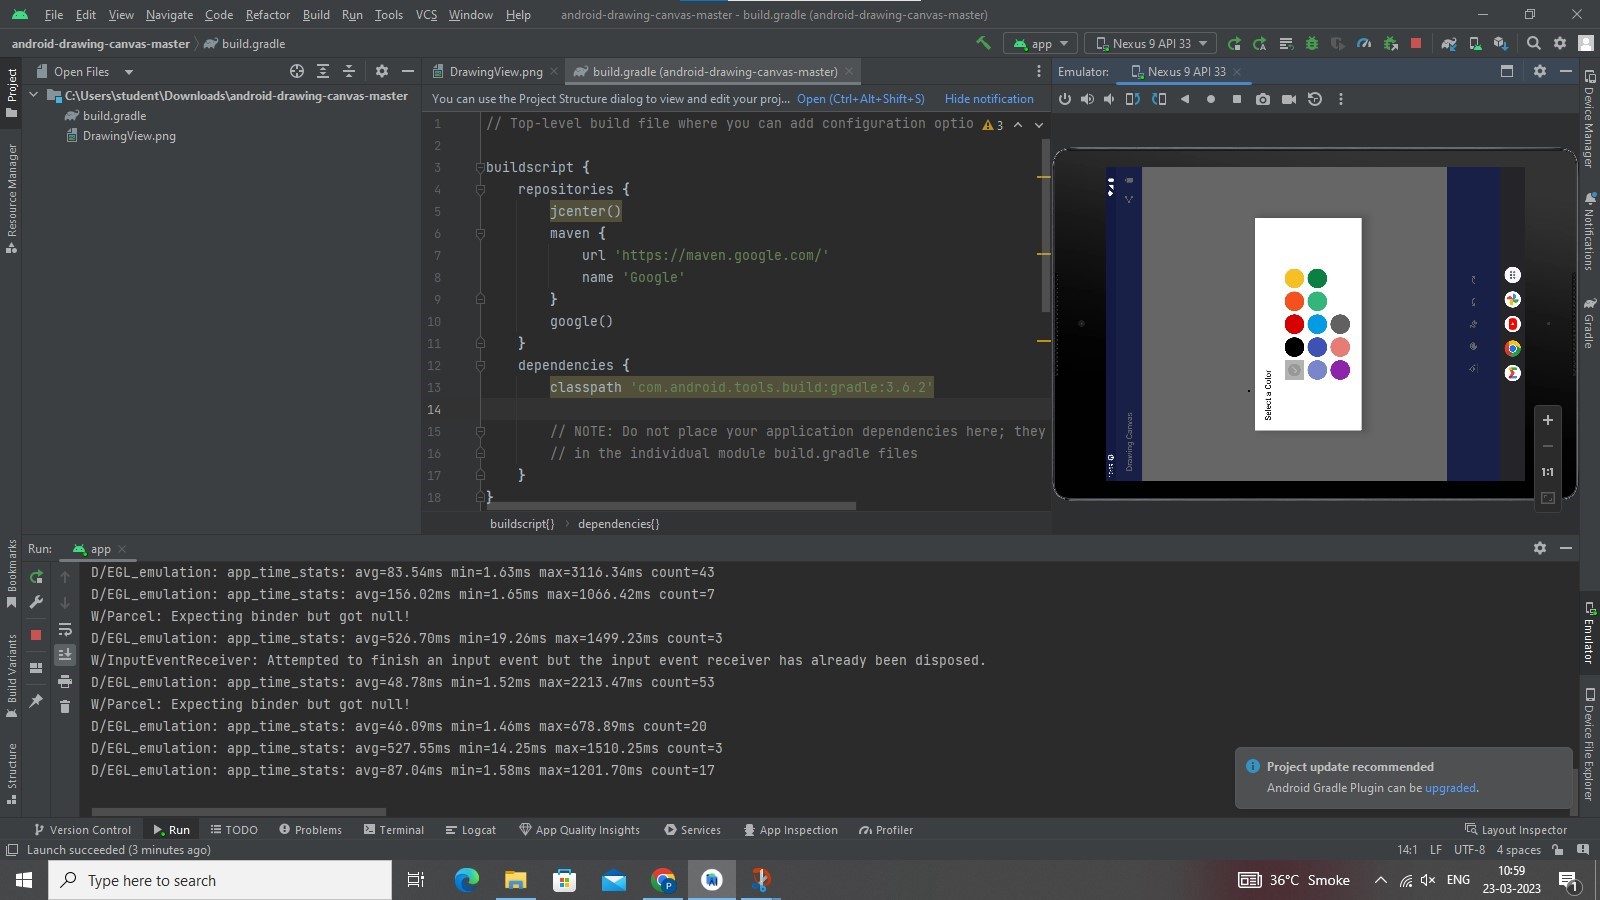 File Edit View Navigate Code Refactor Build Run Tools VCS Window Help android-drawing-canvas-master - build.gradle (android-drawing-canvas-master)
android-drawing-canvas-master build.gradle app Nexus 9 API 33
Project
Resource Manager
Bookmarks
Build Variants
Structure
Open Files
C:\Users\student\Downloads\android-drawing-canvas-master
build.gradle
DrawingView.png
DrawingView.png build.gradle (android-drawing-canvas-master)
You can use the Project Structure dialog to view and edit your proj... Open (Ctrl+Alt+Shift+S) Hide notification
3
1 // Top-level build file where you can add configuration optio
2
3 buildscript {
4 repositories {
5 jcenter()
6 maven {
7 url 'https://maven.google.com/'
8 name 'Google'
9 }
10 google()
11 }
12 dependencies {
13 classpath 'com.android.tools.build:gradle:3.6.2'
14
15 // NOTE: Do not place your application dependencies here; they
16 // in the individual module build.gradle files
17 }
18 }
buildscript{} dependencies{}
Emulator: Nexus 9 API 33
Drawing Canvas
Select a Color
1:1
Device Manager
Notifications
Gradle
Emulator
Device File Explorer
Run: app
D/EGL_emulation: app_time_stats: avg=83.54ms min=1.63ms max=3116.34ms count=43
D/EGL_emulation: app_time_stats: avg=156.02ms min=1.65ms max=1066.42ms count=7
W/Parcel: Expecting binder but got null!
D/EGL_emulation: app_time_stats: avg=526.70ms min=19.26ms max=1499.23ms count=3
W/InputEventReceiver: Attempted to finish an input event but the input event receiver has already been disposed.
D/EGL_emulation: app_time_stats: avg=48.78ms min=1.52ms max=2213.47ms count=53
W/Parcel: Expecting binder but got null!
D/EGL_emulation: app_time_stats: avg=46.09ms min=1.46ms max=678.89ms count=20
D/EGL_emulation: app_time_stats: avg=527.55ms min=14.25ms max=1510.25ms count=3
D/EGL_emulation: app_time_stats: avg=87.04ms min=1.58ms max=1201.70ms count=17
Project update recommended
Android Gradle Plugin can be upgraded.
Version Control Run TODO Problems Terminal Logcat App Quality Insights Services App Inspection Profiler Layout Inspector
Launch succeeded (3 minutes ago) 14:1 LF UTF-8 4 spaces
Type here to search
36°C Smoke ENG
10:59
23-03-2023
1